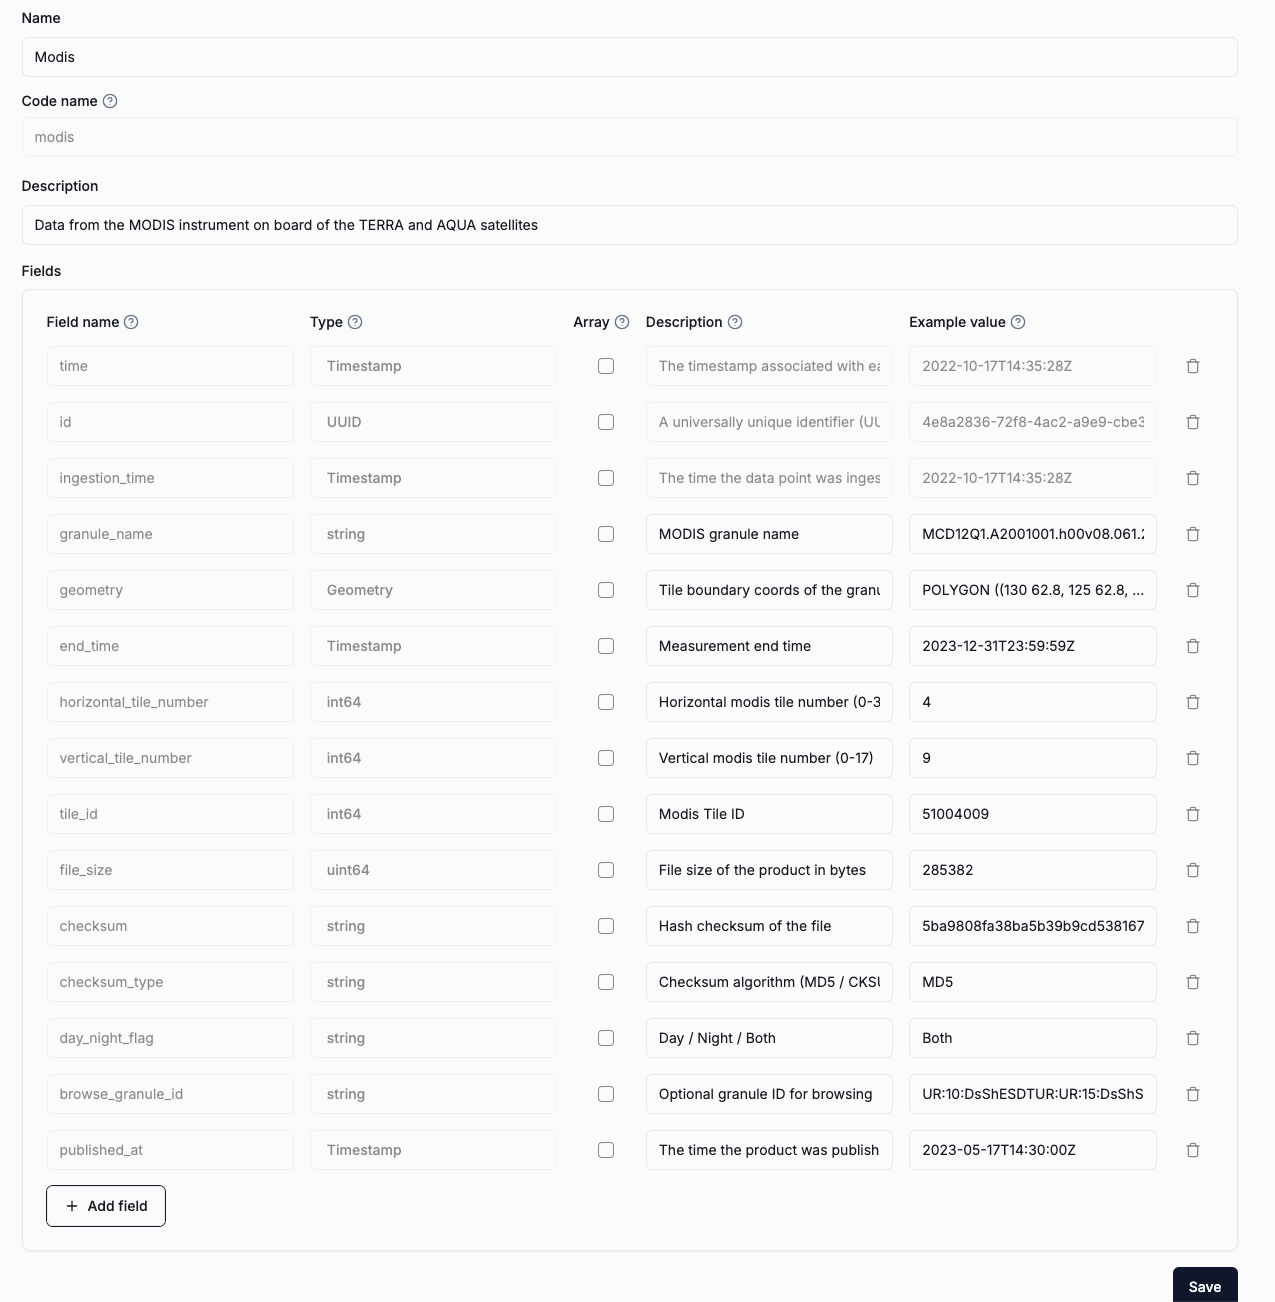 Name
Modis
Code name
modis
Description
Data from the MODIS instrument on board of the TERRA and AQUA satellites
Fields
Field name Type Array Description Example value
time Timestamp The timestamp associated with ea 2022-10-17T14:35:28Z
id UUID A universally unique identifier (UU 4e8a2836-72f8-4ac2-a9e9-cbe3
ingestion_time Timestamp The time the data point was inges 2022-10-17T14:35:28Z
granule_name string MODIS granule name MCD12Q1.A2001001.h00v08.061.2
geometry Geometry Tile boundary coords of the granu POLYGON ((130 62.8, 125 62.8, ...
end_time Timestamp Measurement end time 2023-12-31T23:59:59Z
horizontal_tile_number int64 Horizontal modis tile number (0-3 4
vertical_tile_number int64 Vertical modis tile number (0-17) 9
tile_id int64 Modis Tile ID 51004009
file_size uint64 File size of the product in bytes 285382
checksum string Hash checksum of the file 5ba9808fa38ba5b39b9cd538167
checksum_type string Checksum algorithm (MD5 / CKSU MD5
day_night_flag string Day / Night / Both Both
browse_granule_id string Optional granule ID for browsing UR:10:DsShESDTUR:UR:15:DsShS
published_at Timestamp The time the product was publish 2023-05-17T14:30:00Z
+ Add field
Save